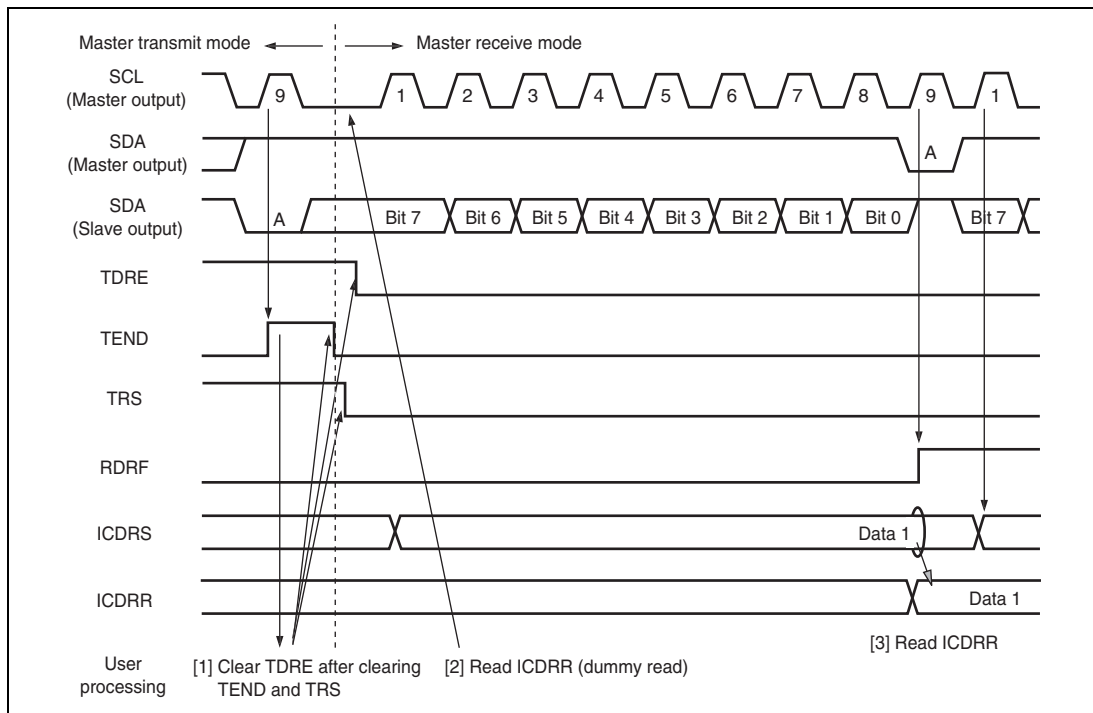 Master transmit mode
Master receive mode
SCL
(Master output)
9
1
2
3
4
5
6
7
8
9
1
SDA
(Master output)
A
SDA
(Slave output)
A
Bit 7
Bit 6
Bit 5
Bit 4
Bit 3
Bit 2
Bit 1
Bit 0
Bit 7
TDRE
TEND
TRS
RDRF
ICDRS
Data 1
ICDRR
Data 1
User
processing
[1] Clear TDRE after clearing
TEND and TRS
[2] Read ICDRR (dummy read)
[3] Read ICDRR